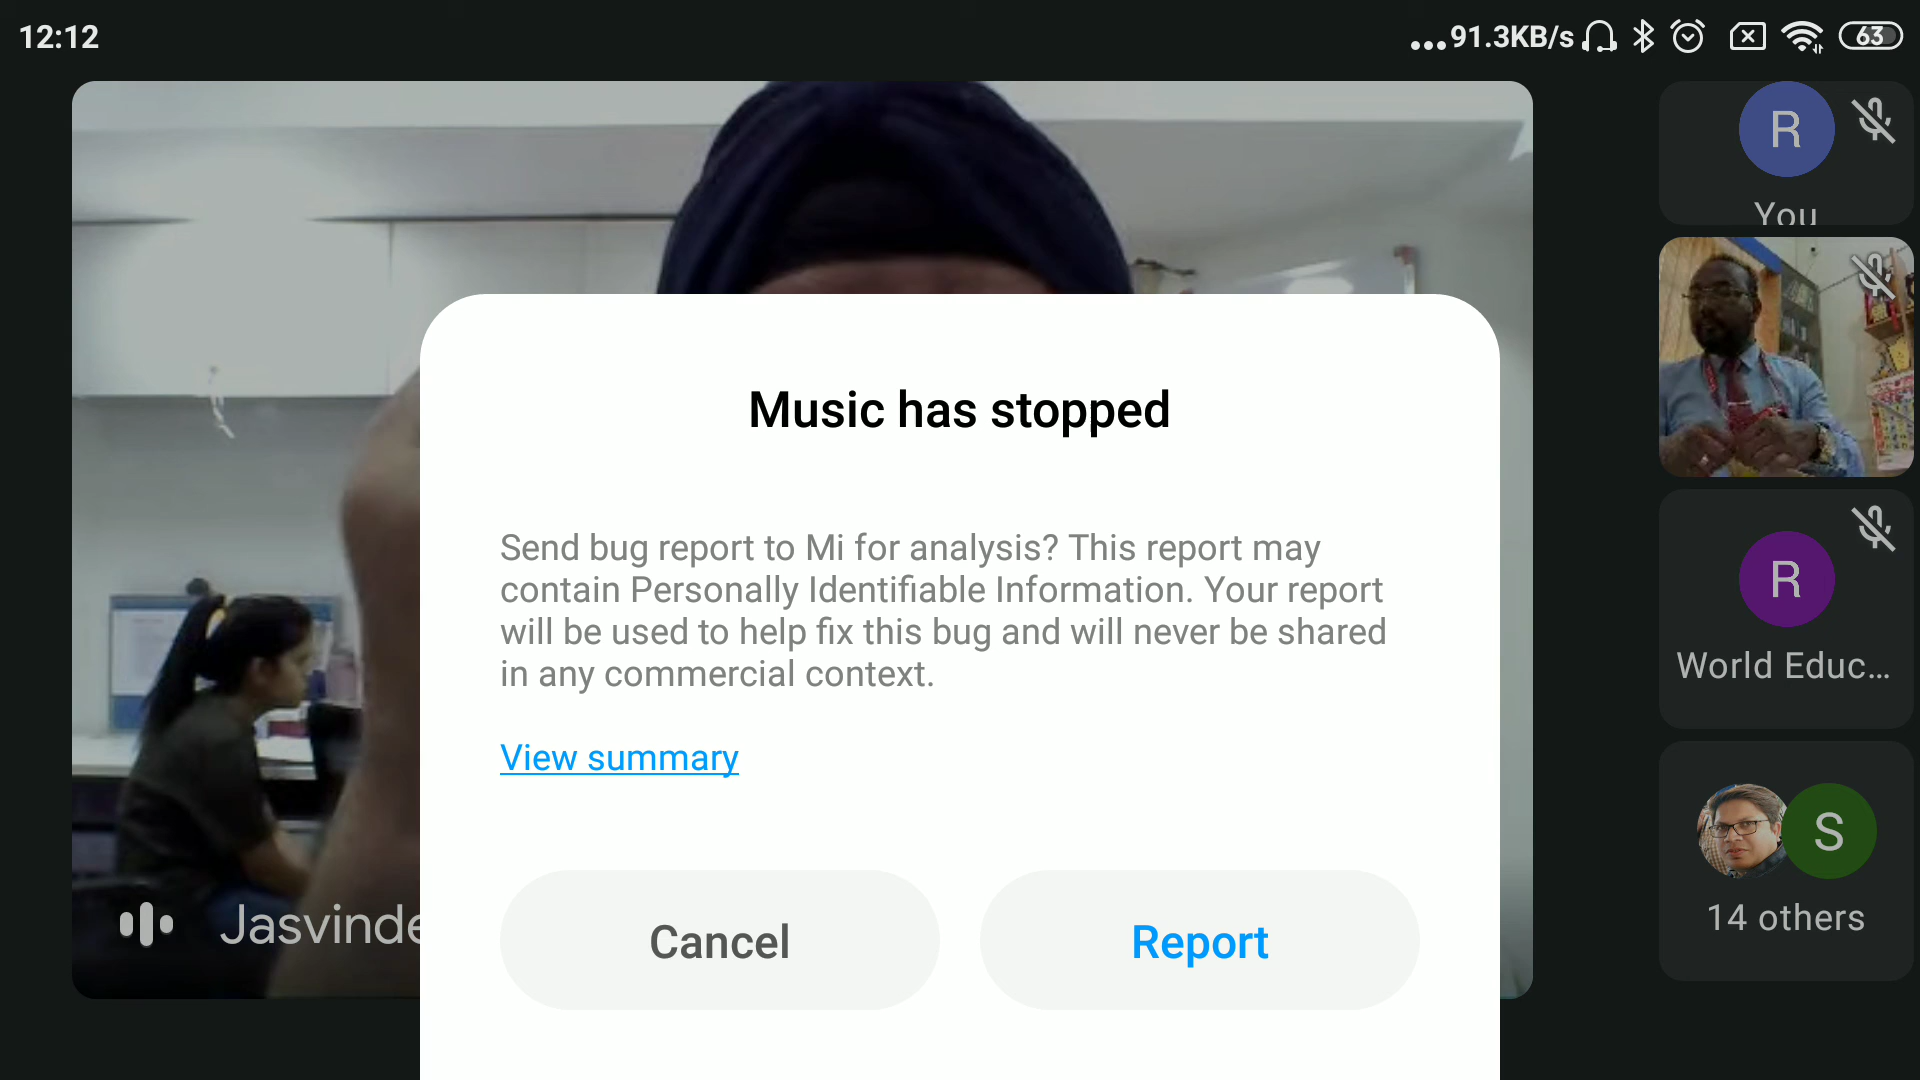 12:12
...91.3KB/s
63
R
You
R
World Educ...
S
14 others
Jasvinde
Music has stopped
Send bug report to Mi for analysis? This report may
contain Personally Identifiable Information. Your report
will be used to help fix this bug and will never be shared
in any commercial context.
View summary
Cancel
Report